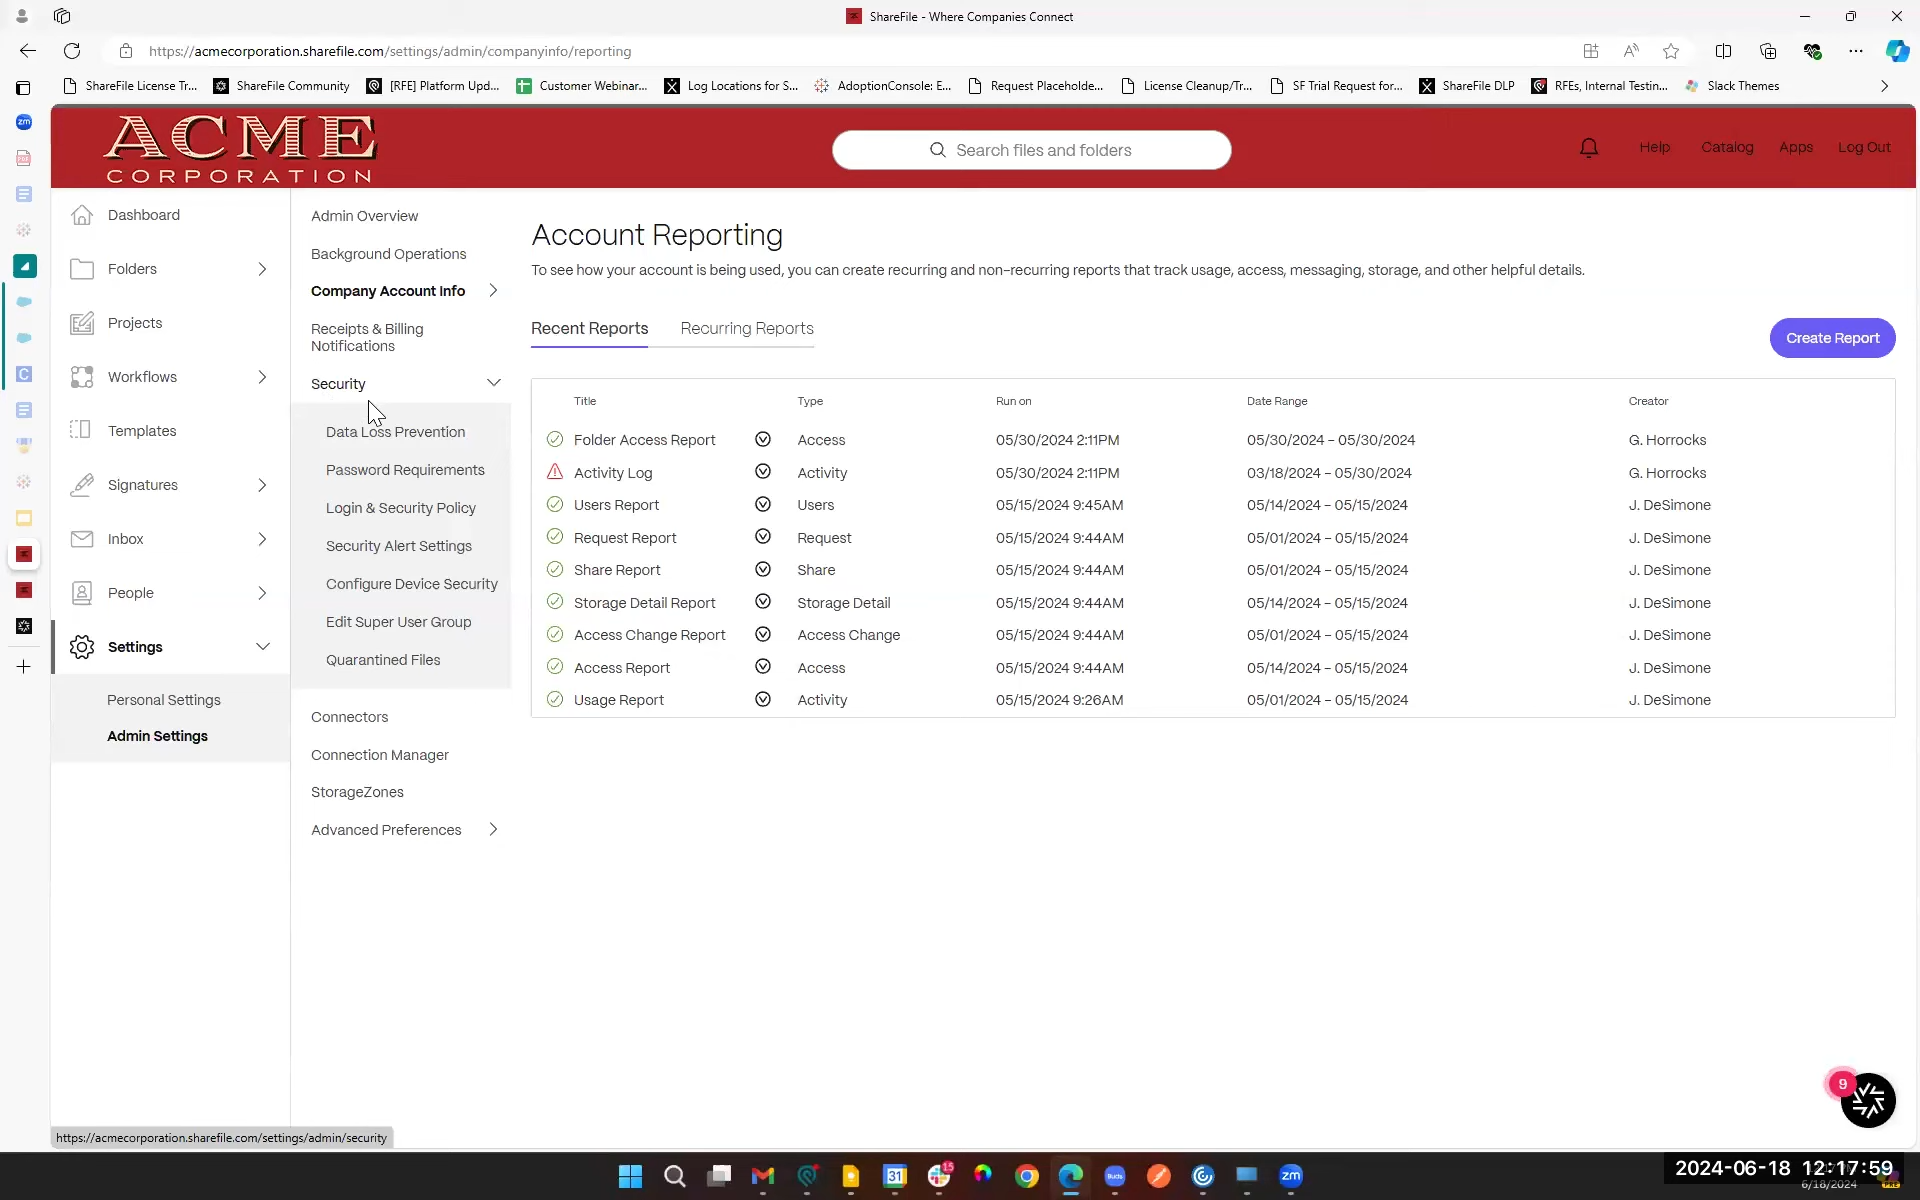 ShareFile - Where Companies Connect
https://acmecorporation.sharefile.com/settings/admin/companyinfo/reporting
ShareFile License Tr...
ShareFile Community
[RFE] Platform Upd...
Customer Webinar...
Log Locations for S...
AdoptionConsole: E...
Request Placeholde...
License Cleanup/Tr...
SF Trial Request for...
ShareFile DLP
RFEs, Internal Testin...
Slack Themes
ACME
CORPORATION
Search files and folders
Help
Catalog
Apps
Log Out
Dashboard
Folders
Projects
Workflows
Templates
Signatures
Inbox
People
Settings
Personal Settings
Admin Settings
Admin Overview
Background Operations
Company Account Info
Receipts & Billing
Notifications
Security
Data Loss Prevention
Password Requirements
Login & Security Policy
Security Alert Settings
Configure Device Security
Edit Super User Group
Quarantined Files
Connectors
Connection Manager
StorageZones
Advanced Preferences
Account Reporting
To see how your account is being used, you can create recurring and non-recurring reports that track usage, access, messaging, storage, and other helpful details.
Recent Reports
Recurring Reports
Create Report
Title Type Run on Date Range Creator
Folder Access Report Access 05/30/2024 2:11PM 05/30/2024 - 05/30/2024 G. Horrocks
Activity Log Activity 05/30/2024 2:11PM 03/18/2024 - 05/30/2024 G. Horrocks
Users Report Users 05/15/2024 9:45AM 05/14/2024 - 05/15/2024 J. DeSimone
Request Report Request 05/15/2024 9:44AM 05/01/2024 - 05/15/2024 J. DeSimone
Share Report Share 05/15/2024 9:44AM 05/01/2024 - 05/15/2024 J. DeSimone
Storage Detail Report Storage Detail 05/15/2024 9:44AM 05/14/2024 - 05/15/2024 J. DeSimone
Access Change Report Access Change 05/15/2024 9:44AM 05/01/2024 - 05/15/2024 J. DeSimone
Access Report Access 05/15/2024 9:44AM 05/14/2024 - 05/15/2024 J. DeSimone
Usage Report Activity 05/15/2024 9:26AM 05/01/2024 - 05/15/2024 J. DeSimone
9
https://acmecorporation.sharefile.com/settings/admin/security
zm
C
31
15
zm
2024-06-18 12:17:59
6/18/2024